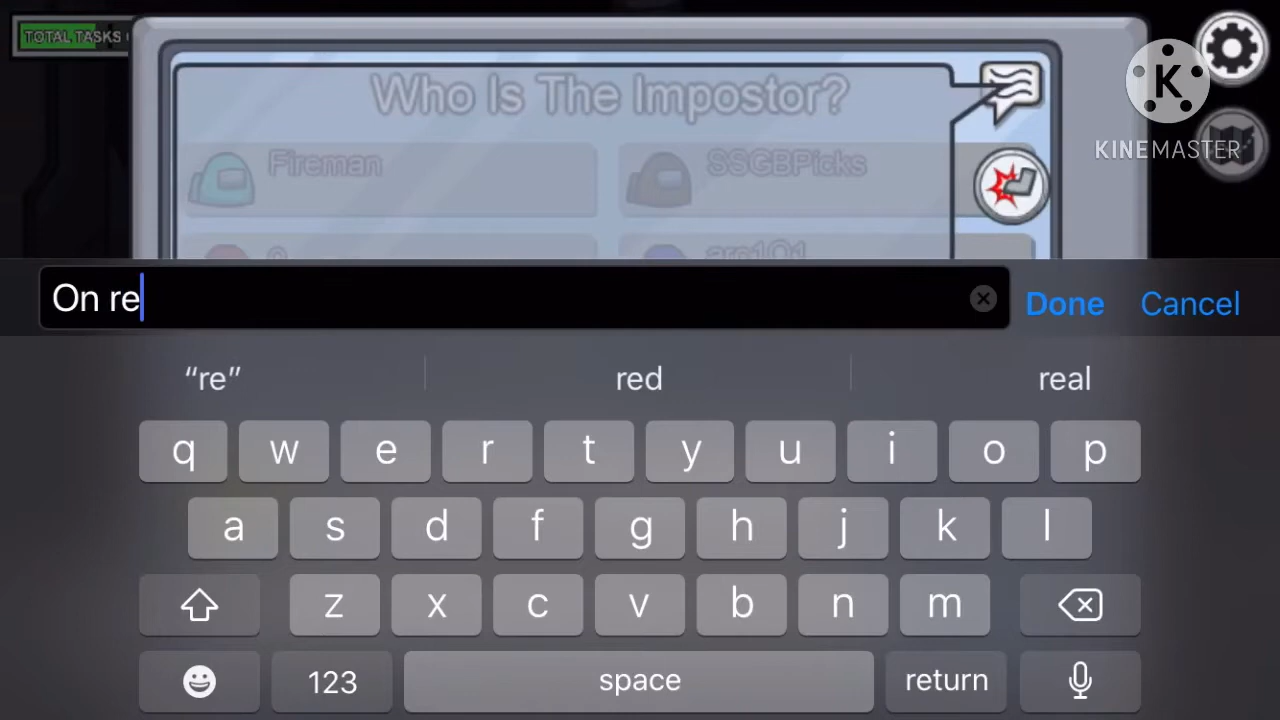 TOTAL TASKS
Who Is The Impostor?
KINEMASTER
Fireman
SSGBPicks
On re
Done
Cancel
“re”
red
real
q w e r t y u i o p
a s d f g h j k l
z x c v b n m
123
space
return